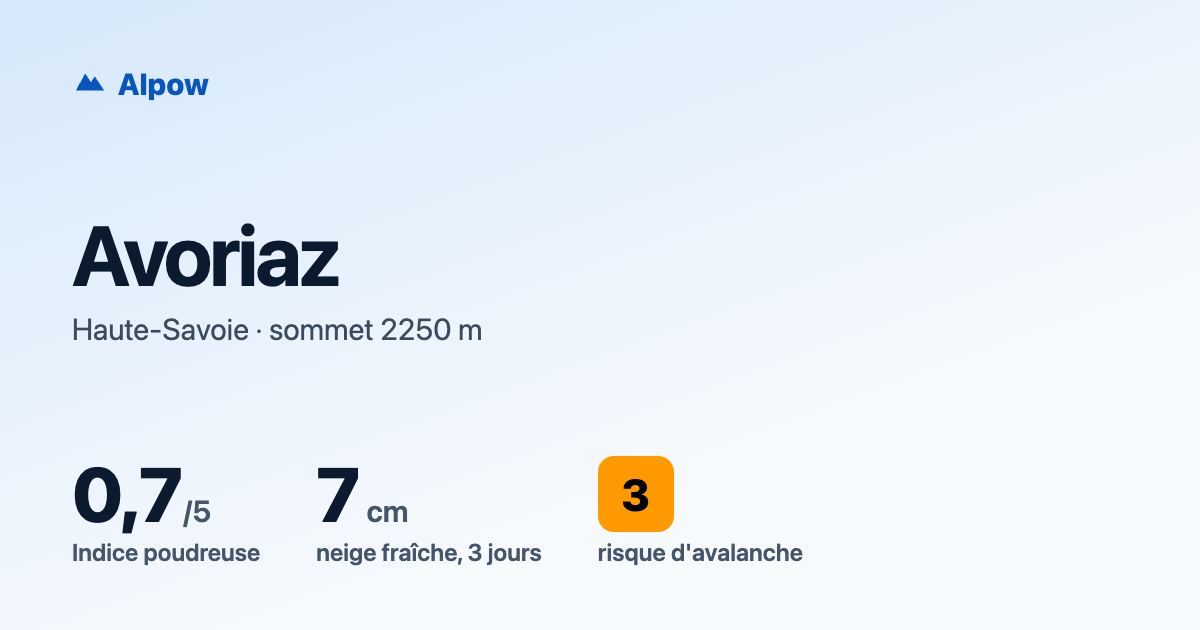 Alpow
Avoriaz
Haute-Savoie · sommet 2250 m
0,7/5
Indice poudreuse
7 cm
neige fraîche, 3 jours
3
risque d'avalanche